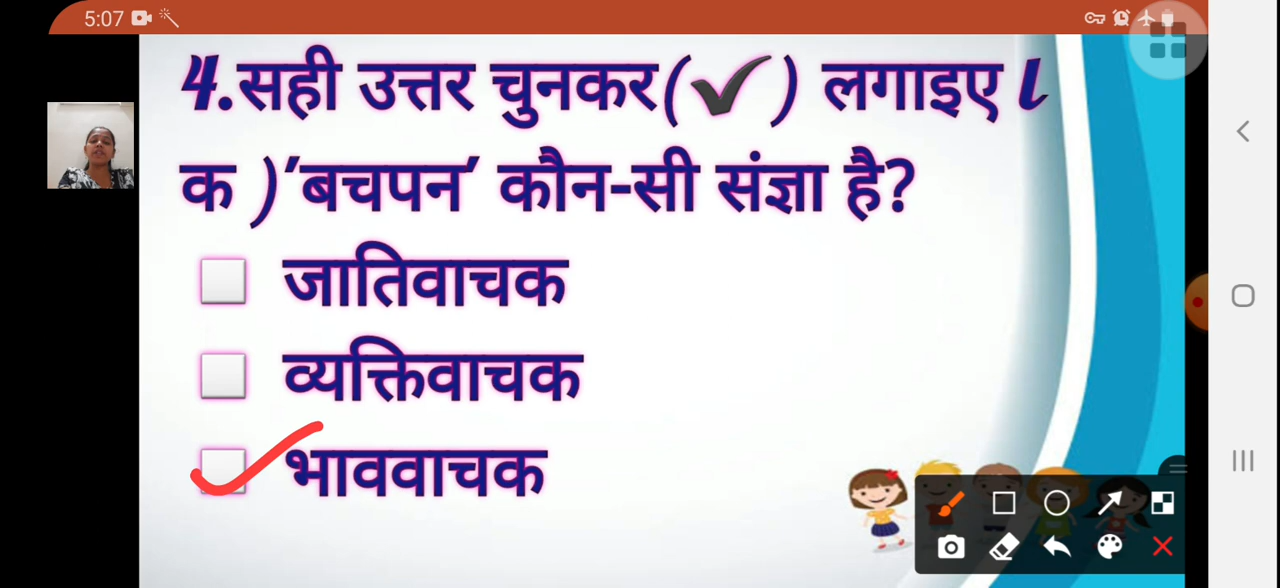 5:07
4.सही उत्तर चुनकर(✔) लगाइए l
क )'बचपन' कौन-सी संज्ञा है?
जातिवाचक
व्यक्तिवाचक
भाववाचक